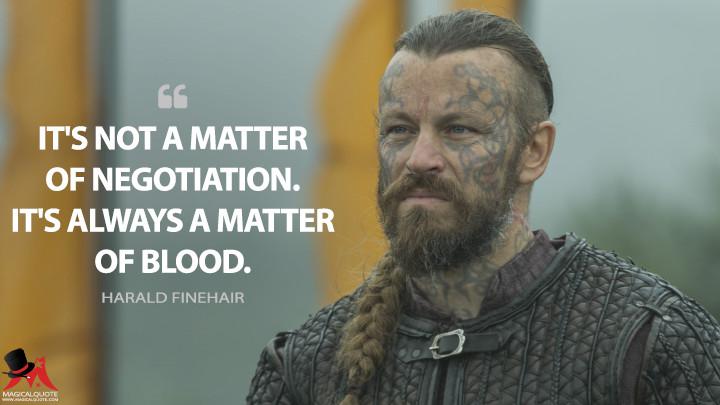 ❝
IT'S NOT A MATTER
OF NEGOTIATION.
IT'S ALWAYS A MATTER
OF BLOOD.
HARALD FINEHAIR
MAGICALQUOTE
WWW.MAGICALQUOTE.COM